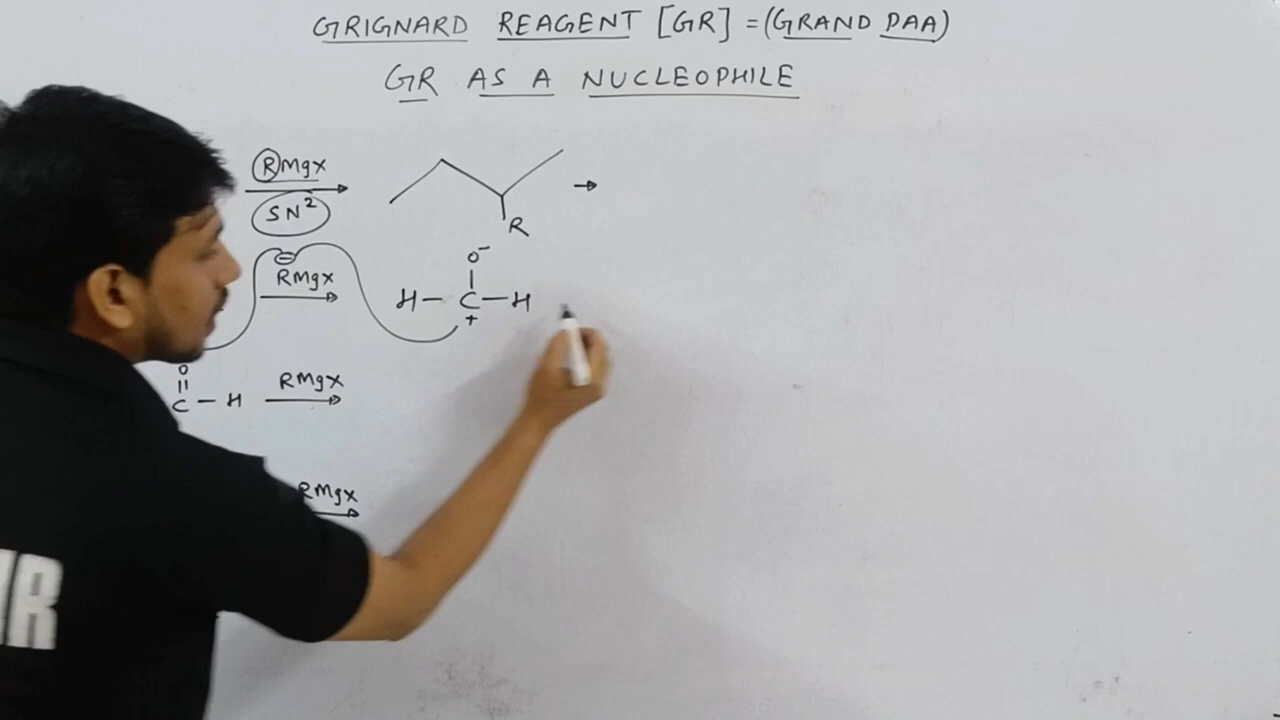 GRIGNARD REAGENT [GR] = (GRAND PAA)
GR AS A NUCLEOPHILE
RMgX
SN²
R
⊖
RMgX
O⁻
H — C — H
+
O
C — H
RMgX
RMgX